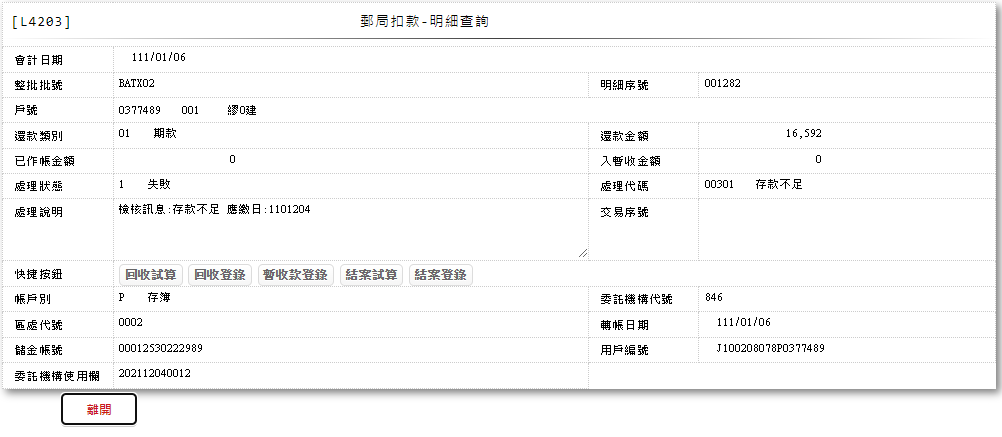 [L4203] 郵局扣款-明細查詢
會計日期 111/01/06
整批批號 BATX02 明細序號 001282
戶號 0377489 001 繆O建
還款類別 01 期款 還款金額 16,592
已作帳金額 0 入暫收金額 0
處理狀態 1 失敗 處理代碼 00301 存款不足
處理說明 檢核訊息:存款不足 應繳日:1101204 交易序號
快捷按鈕 回收試算 回收登錄 暫收款登錄 結案試算 結案登錄
帳戶別 P 存簿 委託機構代號 846
區處代號 0002 轉帳日期 111/01/06
儲金帳號 00012530222989 用戶編號 J100208078P0377489
委託機構使用欄 202112040012
離開